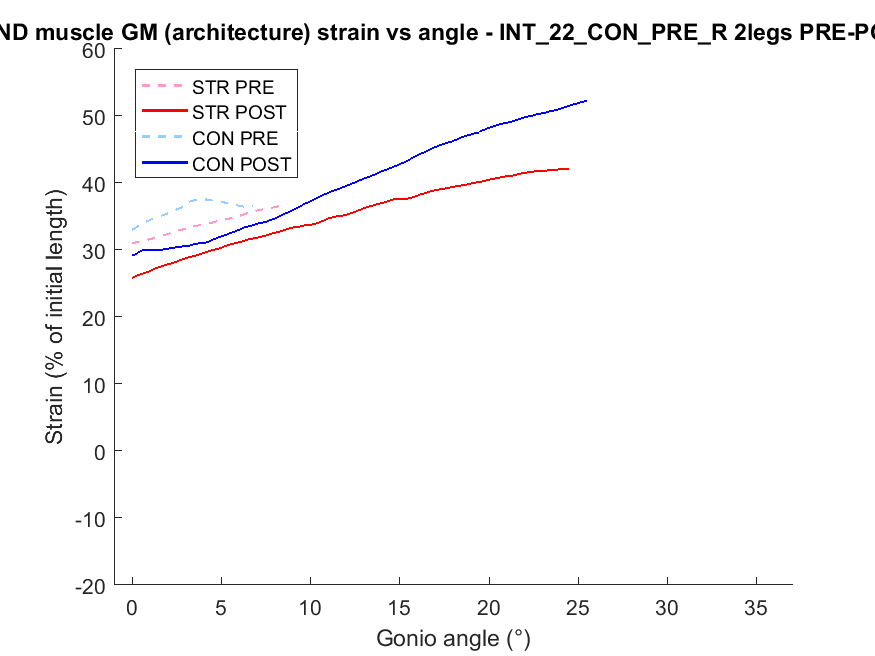 ND muscle GM (architecture) strain vs angle - INT_22_CON_PRE_R 2legs PRE-PO
60
50
40
30
20
10
0
-10
-20
STR PRE
STR POST
CON PRE
CON POST
Strain (% of initial length)
0 5 10 15 20 25 30 35
Gonio angle (°)